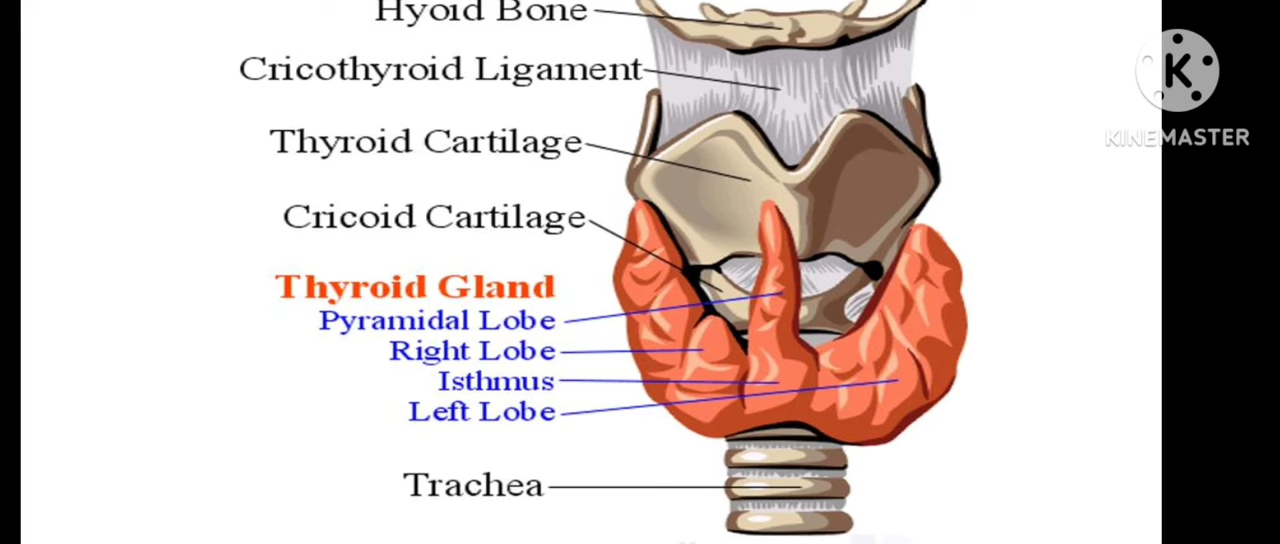 Hyoid Bone
Cricothyroid Ligament
Thyroid Cartilage
Cricoid Cartilage
Thyroid Gland
Pyramidal Lobe
Right Lobe
Isthmus
Left Lobe
Trachea
K
KINEMASTER